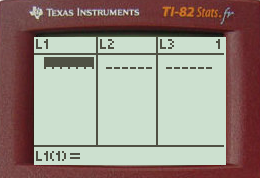 TEXAS INSTRUMENTS TI-82 Stats.fr
L1 L2 L3 1
------ ------
L1(1) =